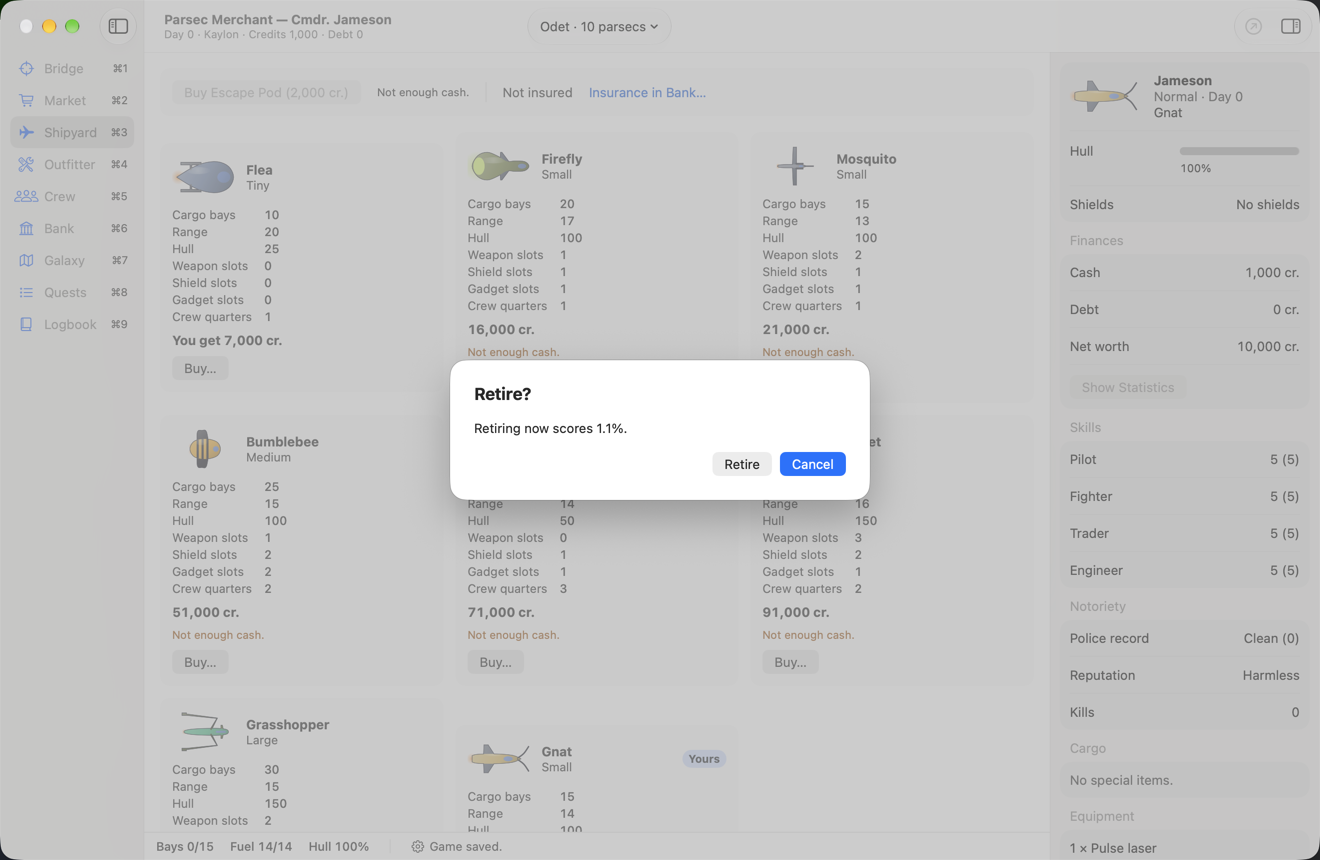 Parsec Merchant — Cmdr. Jameson
Day 0 · Kaylon · Credits 1,000 · Debt 0
Odet · 10 parsecs
Bridge ⌘1
Market ⌘2
Shipyard ⌘3
Outfitter ⌘4
Crew ⌘5
Bank ⌘6
Galaxy ⌘7
Quests ⌘8
Logbook ⌘9
Buy Escape Pod (2,000 cr.) Not enough cash. Not insured Insurance in Bank...
Flea
Tiny
Cargo bays 10
Range 20
Hull 25
Weapon slots 0
Shield slots 0
Gadget slots 0
Crew quarters 1
You get 7,000 cr.
Buy...
Firefly
Small
Cargo bays 20
Range 17
Hull 100
Weapon slots 1
Shield slots 1
Gadget slots 1
Crew quarters 1
16,000 cr.
Not enough cash.
Mosquito
Small
Cargo bays 15
Range 13
Hull 100
Weapon slots 2
Shield slots 1
Gadget slots 1
Crew quarters 1
21,000 cr.
Not enough cash.
Retire?
Retiring now scores 1.1%.
Retire Cancel
Bumblebee
Medium
Cargo bays 25
Range 15
Hull 100
Weapon slots 1
Shield slots 2
Gadget slots 2
Crew quarters 2
51,000 cr.
Not enough cash.
Buy...
Range 14
Hull 50
Weapon slots 0
Shield slots 1
Gadget slots 1
Crew quarters 3
71,000 cr.
Not enough cash.
Buy...
et
Range 16
Hull 150
Weapon slots 3
Shield slots 2
Gadget slots 1
Crew quarters 2
91,000 cr.
Not enough cash.
Buy...
Grasshopper
Large
Cargo bays 30
Range 15
Hull 150
Weapon slots 2
Gnat
Small
Yours
Cargo bays 15
Range 14
Hull 100
Bays 0/15 Fuel 14/14 Hull 100% Game saved.
Jameson
Normal · Day 0
Gnat
Hull
100%
Shields No shields
Finances
Cash 1,000 cr.
Debt 0 cr.
Net worth 10,000 cr.
Show Statistics
Skills
Pilot 5 (5)
Fighter 5 (5)
Trader 5 (5)
Engineer 5 (5)
Notoriety
Police record Clean (0)
Reputation Harmless
Kills 0
Cargo
No special items.
Equipment
1 × Pulse laser